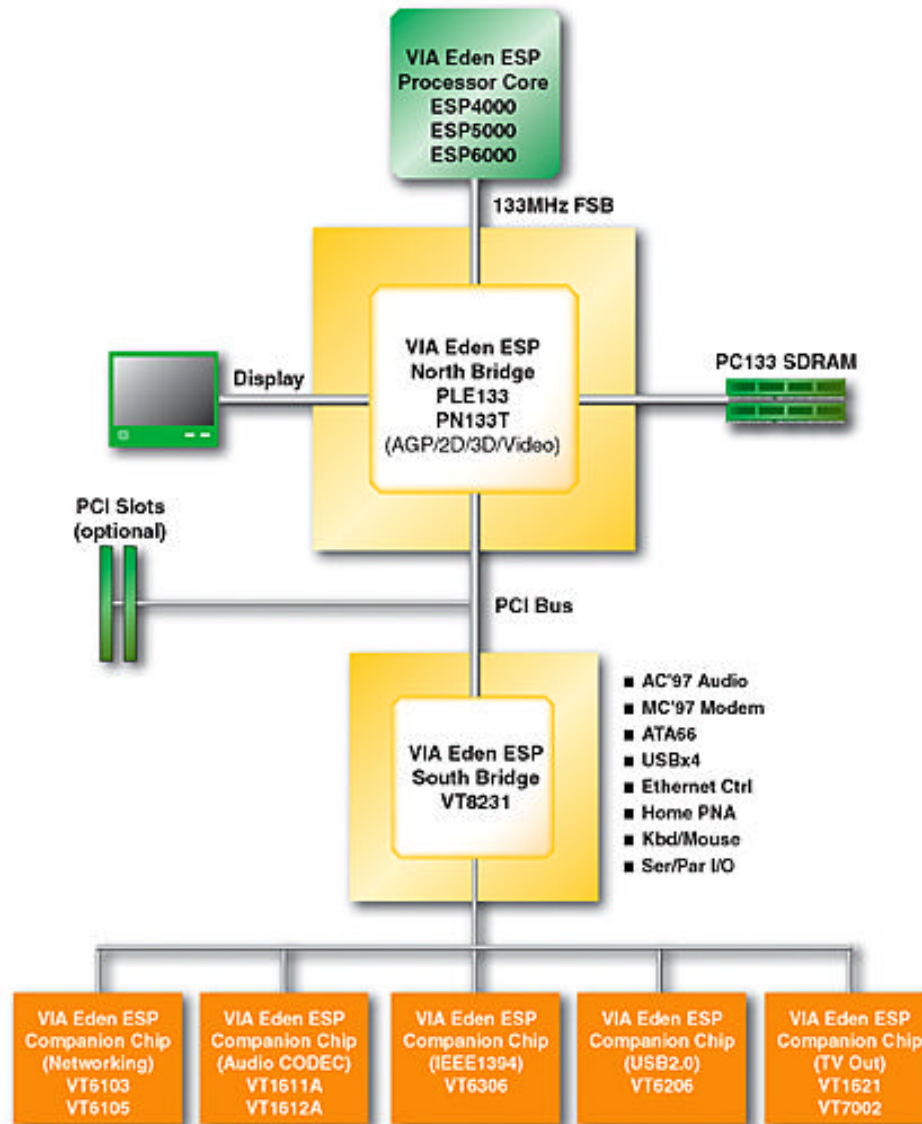 VIA Eden ESP
Processor Core
ESP4000
ESP5000
ESP6000
133MHz FSB
VIA Eden ESP
North Bridge
PLE133
PN133T
(AGP/2D/3D/Video)
Display
PC133 SDRAM
PCI Slots
(optional)
PCI Bus
VIA Eden ESP
South Bridge
VT8231
■ AC'97 Audio
■ MC'97 Modem
■ ATA66
■ USBx4
■ Ethernet Ctrl
■ Home PNA
■ Kbd/Mouse
■ Ser/Par I/O
VIA Eden ESP
Companion Chip
(Networking)
VT6103
VT6105
VIA Eden ESP
Companion Chip
(Audio CODEC)
VT1611A
VT1612A
VIA Eden ESP
Companion Chip
(IEEE1394)
VT6306
VIA Eden ESP
Companion Chip
(USB2.0)
VT6206
VIA Eden ESP
Companion Chip
(TV Out)
VT1621
VT7002